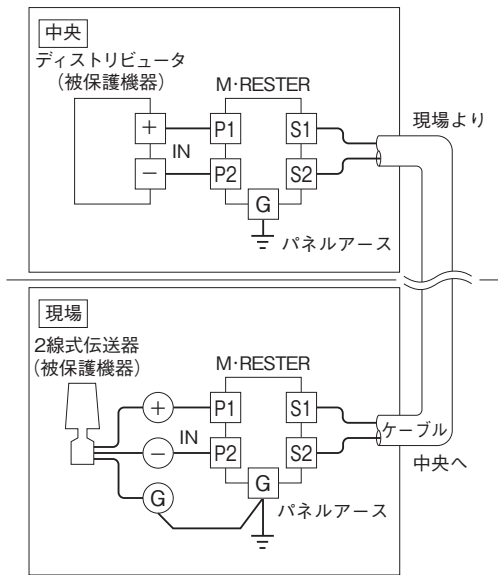 中央
ディストリビュータ
(被保護機器)
M·RESTER
+
P1
S1
IN
−
P2
S2
G
パネルアース
現場より
現場
2線式伝送器
(被保護機器)
M·RESTER
+
P1
S1
IN
−
P2
S2
G
G
パネルアース
ケーブル
中央へ